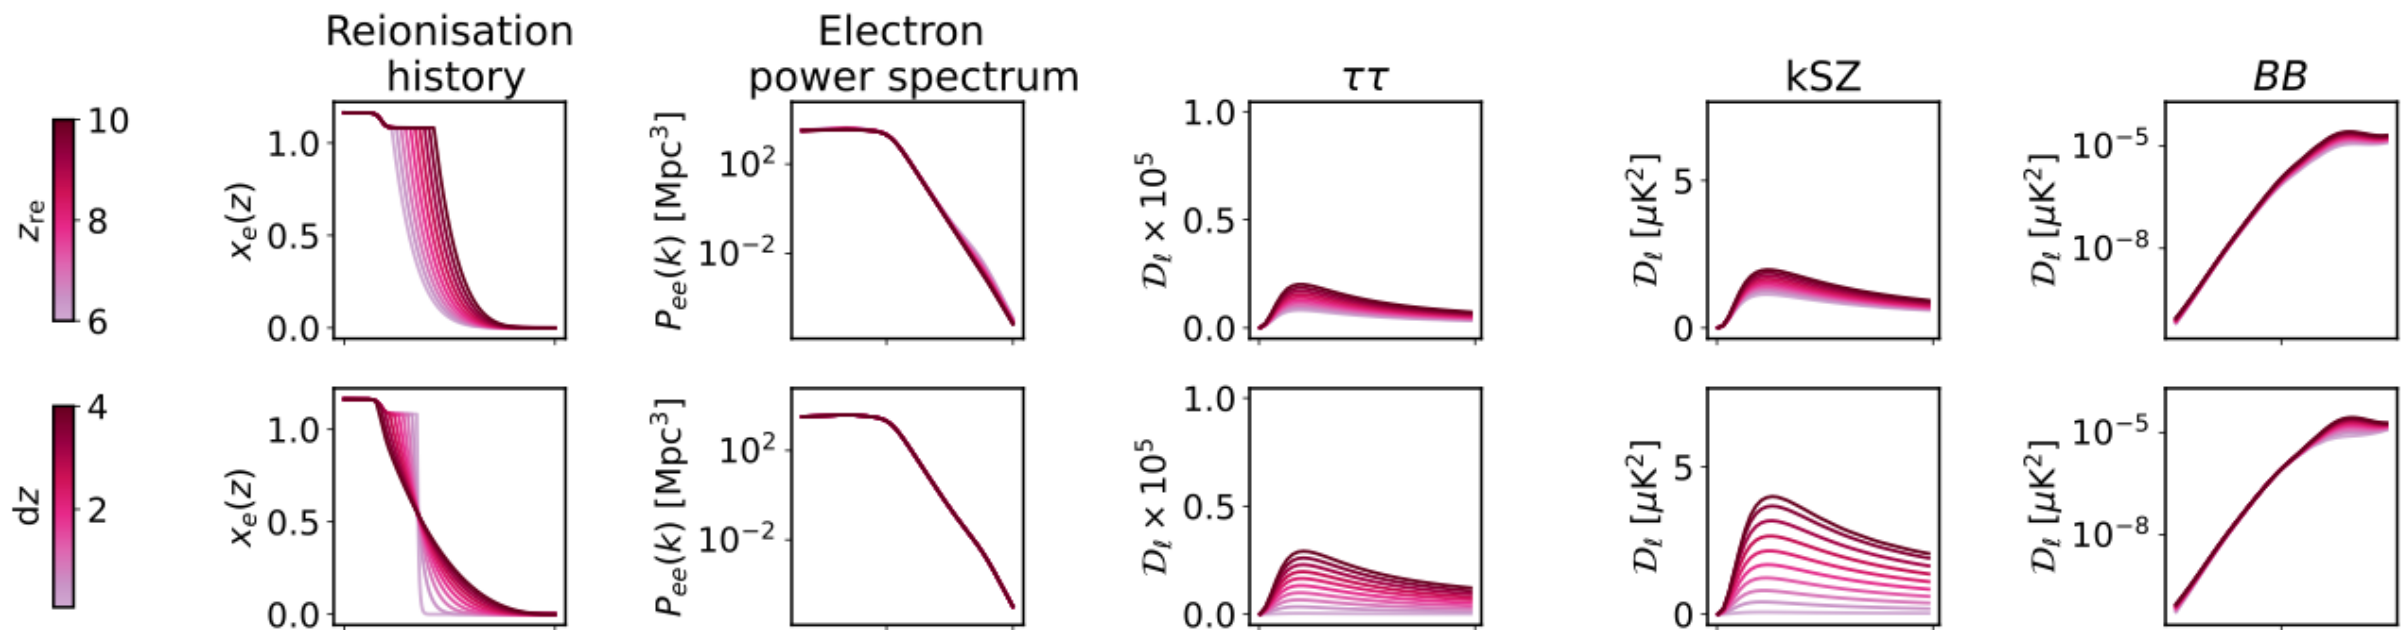 Reionisation
history
Electron
power spectrum
ττ
kSZ
BB
10
8
6
z_re
1.0
0.5
0.0
x_e(z)
10^2
10^−2
P_ee(k) [Mpc^3]
1.0
0.5
0.0
𝒟_ℓ × 10^5
5
0
𝒟_ℓ [μK^2]
10^−5
10^−8
𝒟_ℓ [μK^2]
4
2
dz
1.0
0.5
0.0
x_e(z)
10^2
10^−2
P_ee(k) [Mpc^3]
1.0
0.5
0.0
𝒟_ℓ × 10^5
5
0
𝒟_ℓ [μK^2]
10^−5
10^−8
𝒟_ℓ [μK^2]